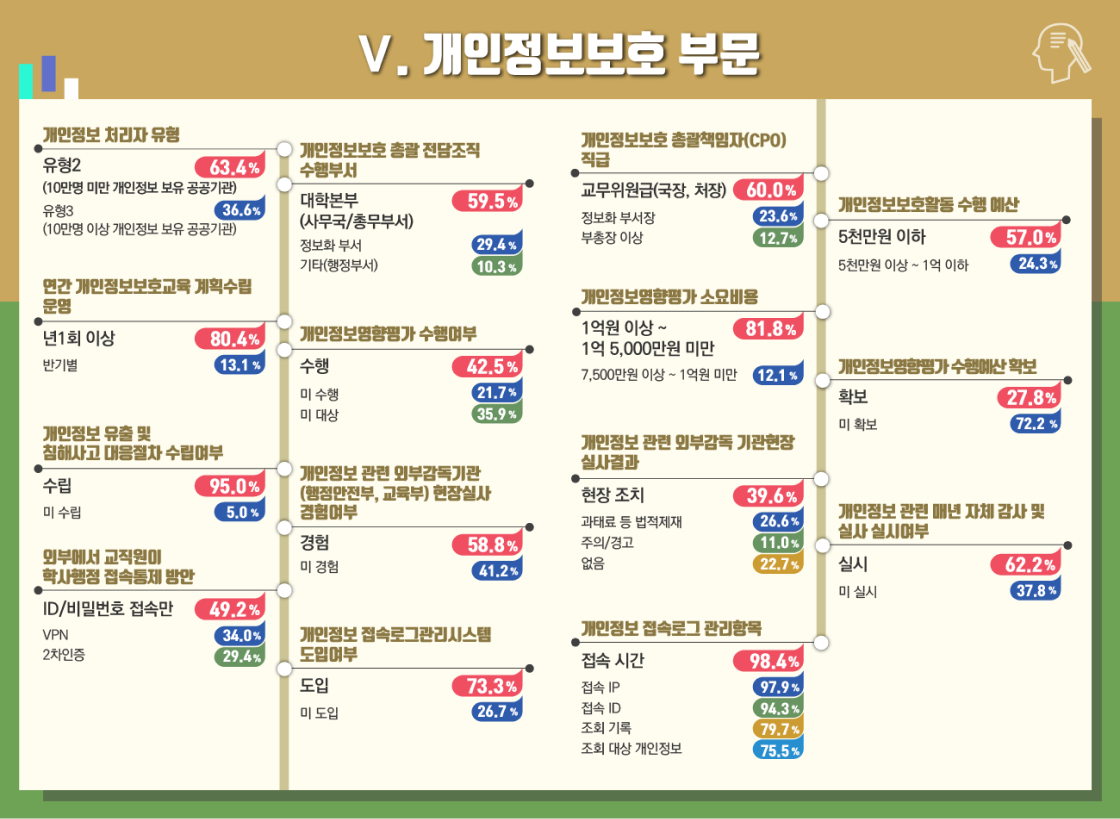 V. 개인정보보호 부문
개인정보 처리자 유형
유형2 63.4%
(10만명 미만 개인정보 보유 공공기관)
유형3 36.6%
(10만명 이상 개인정보 보유 공공기관)
연간 개인정보보호교육 계획수립
운영
년1회 이상 80.4%
반기별 13.1%
개인정보 유출 및
침해사고 대응절차 수립여부
수립 95.0%
미 수립 5.0%
외부에서 교직원이
학사행정 접속통제 방안
ID/비밀번호 접속만 49.2%
VPN 34.0%
2차인증 29.4%
개인정보보호 총괄 전담조직
수행부서
대학본부 59.5%
(사무국/총무부서)
정보화 부서 29.4%
기타(행정부서) 10.3%
개인정보영향평가 수행여부
수행 42.5%
미 수행 21.7%
미 대상 35.9%
개인정보 관련 외부감독기관
(행정안전부, 교육부) 현장실사
경험여부
경험 58.8%
미 경험 41.2%
개인정보 접속로그관리시스템
도입여부
도입 73.3%
미 도입 26.7%
개인정보보호 총괄책임자(CPO)
직급
교무위원급(국장, 처장) 60.0%
정보화 부서장 23.6%
부총장 이상 12.7%
개인정보영향평가 소요비용
1억원 이상 ~ 81.8%
1억 5,000만원 미만
7,500만원 이상 ~ 1억원 미만 12.1%
개인정보 관련 외부감독 기관현장
실사결과
현장 조치 39.6%
과태료 등 법적제재 26.6%
주의/경고 11.0%
없음 22.7%
개인정보 접속로그 관리항목
접속 시간 98.4%
접속 IP 97.9%
접속 ID 94.3%
조회 기록 79.7%
조회 대상 개인정보 75.5%
개인정보보호활동 수행 예산
5천만원 이하 57.0%
5천만원 이상 ~ 1억 이하 24.3%
개인정보영향평가 수행예산 확보
확보 27.8%
미 확보 72.2%
개인정보 관련 매년 자체 감사 및
실사 실시여부
실시 62.2%
미 실시 37.8%